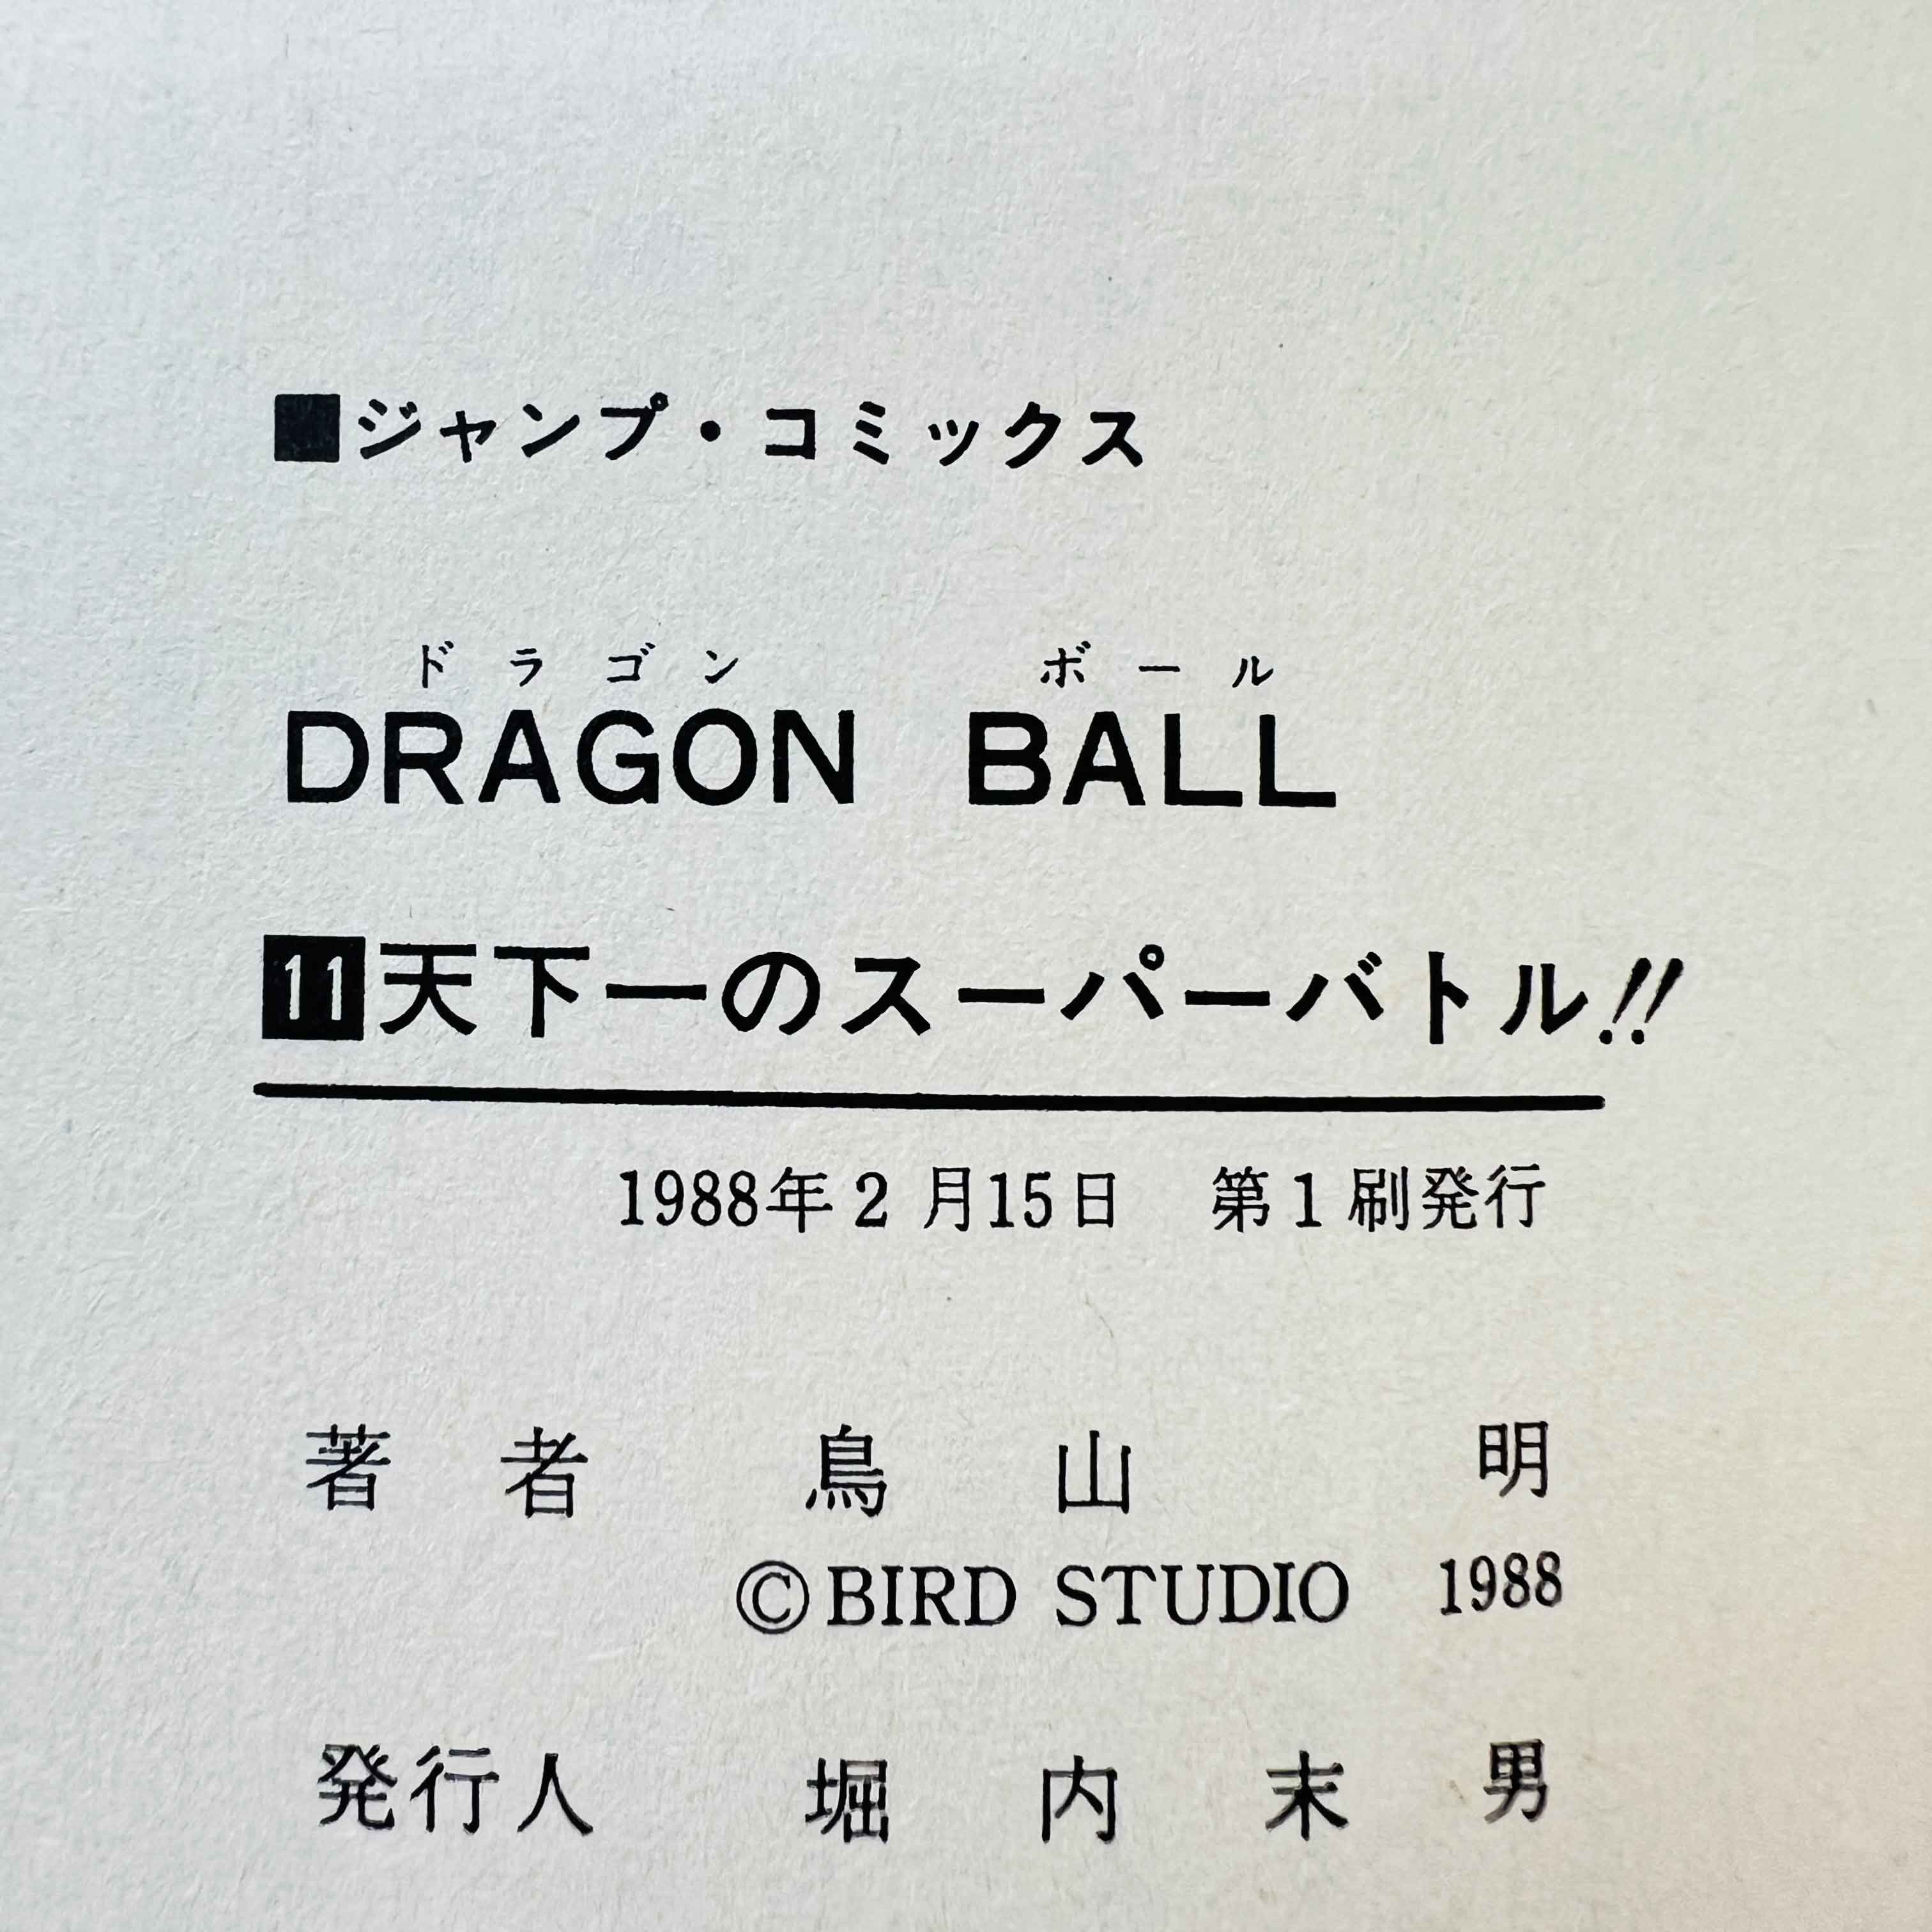 ■ジャンプ・コミックス
ドラゴン ボール
DRAGON BALL
11天下一のスーパーバトル!!
1988年2月15日 第1刷発行
著者 鳥山明
©BIRD STUDIO 1988
発行人 堀内末男